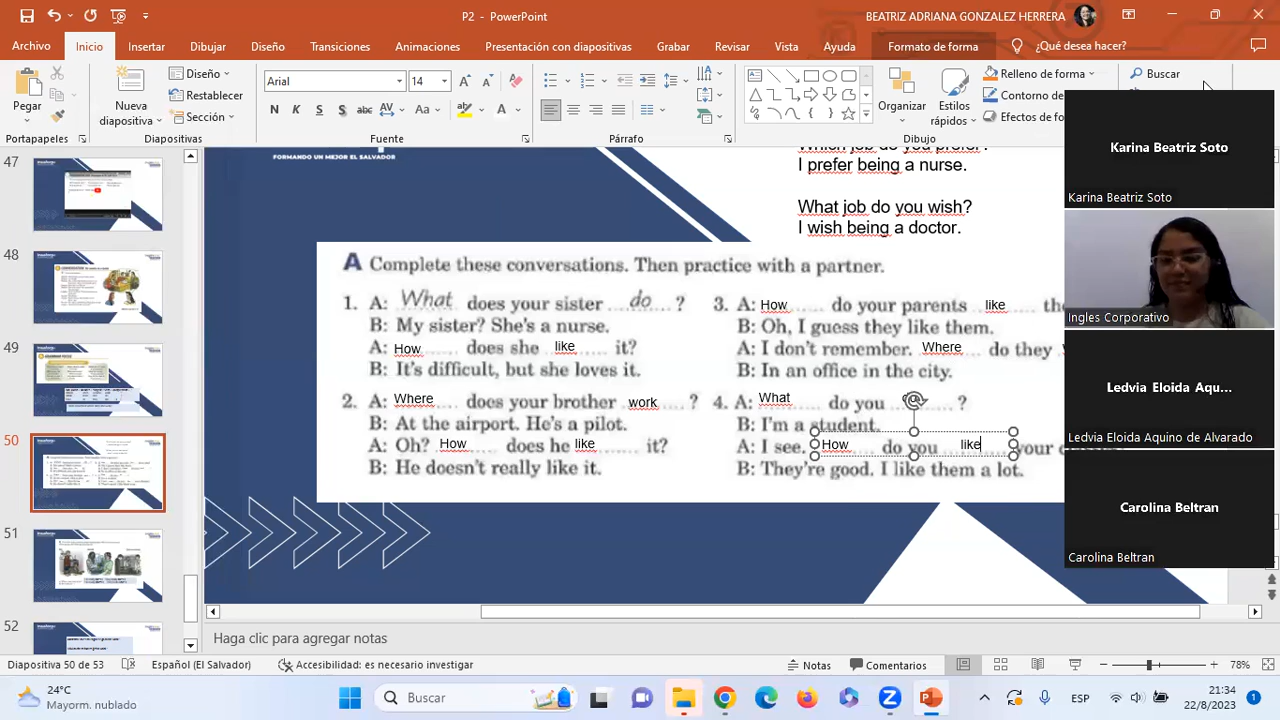 P2 - PowerPoint
BEATRIZ ADRIANA GONZALEZ HERRERA
Archivo Inicio Insertar Dibujar Diseño Transiciones Animaciones Presentación con diapositivas Grabar Revisar Vista Ayuda Formato de forma ¿Qué desea hacer?
Pegar
Nueva diapositiva
Diseño
Restablecer
Sección
Arial 14
N K S S abc Aa A
Organizar
Estilos rápidos
Relleno de forma
Contorno de
Efectos de fo
Buscar
Portapapeles Diapositivas Fuente Párrafo Dibujo
47
48
49
50
51
52
FORMANDO UN MEJOR EL SALVADOR
Which job do you prefer?
I prefer being a nurse.
What job do you wish?
I wish being a doctor.
A Complete these conversations. Then practice with a partner.
1. A: What does your sister do ?
B: My sister? She's a nurse.
A: How does she like it?
B: It's difficult, but she loves it.
2. A: Where does your brother work ?
B: At the airport. He's a pilot.
A: Oh? How does he like it?
B: He doesn't really like it.
3. A: How do your parents like the
B: Oh, I guess they like them.
A: I don't remember. Where do they
B: In an office in the city.
4. A: What do you ?
B: I'm a student.
A: I see. How do you like your c
B: They're good. I like them a lot.
Karina Beatriz Soto
Karina Beatriz Soto
Ingles Corporativo
Ledvia Eloida Aqu...
Ledvia Eloida Aquino de Alvarado
Carolina Beltran
Carolina Beltran
Haga clic para agregar notas
Diapositiva 50 de 53 Español (El Salvador) Accesibilidad: es necesario investigar Notas Comentarios 78%
24°C
Mayorm. nublado
Buscar
ESP
21:34
22/8/2023
1